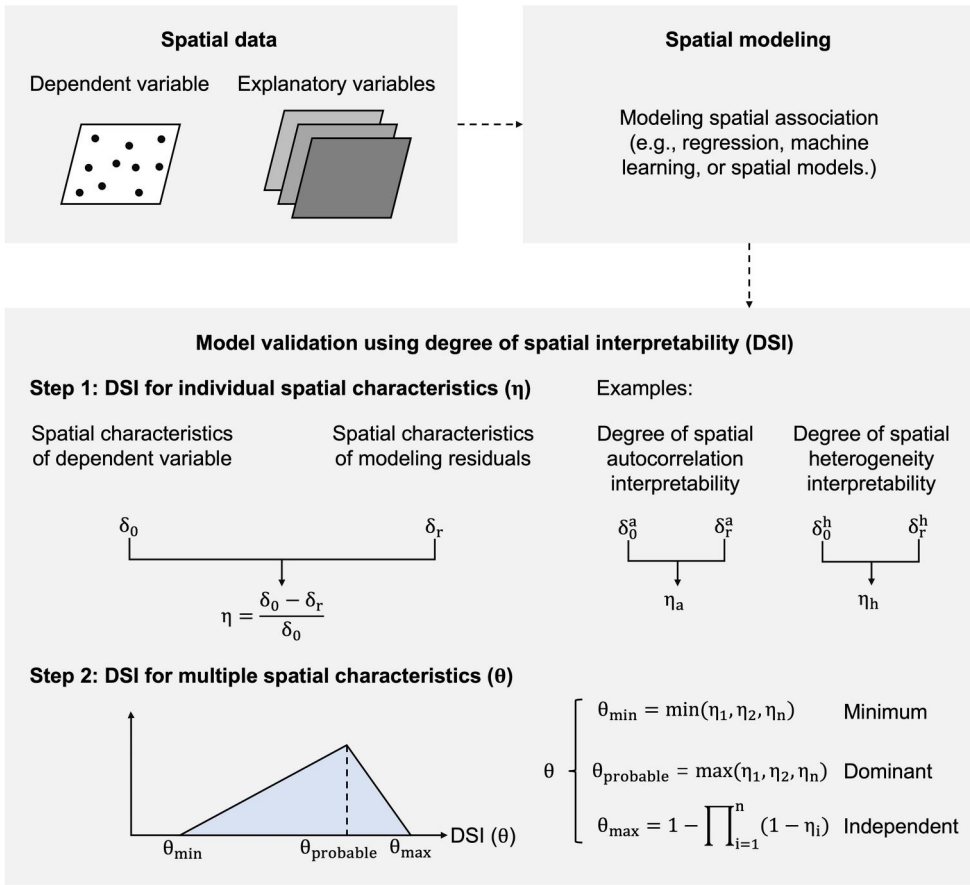 Spatial data
Dependent variable
Explanatory variables
Spatial modeling
Modeling spatial association
(e.g., regression, machine
learning, or spatial models.)
Model validation using degree of spatial interpretability (DSI)
Step 1: DSI for individual spatial characteristics (η)
Spatial characteristics
of dependent variable
Spatial characteristics
of modeling residuals
δ₀
δᵣ
η = (δ₀ − δᵣ)/δ₀
Examples:
Degree of spatial
autocorrelation
interpretability
δ₀ᵃ
δᵣᵃ
ηₐ
Degree of spatial
heterogeneity
interpretability
δ₀ʰ
δᵣʰ
ηₕ
Step 2: DSI for multiple spatial characteristics (θ)
θmin
θprobable
θmax
DSI (θ)
θ
θmin = min(η₁, η₂, ηₙ) Minimum
θprobable = max(η₁, η₂, ηₙ) Dominant
θmax = 1 − ∏ⁿᵢ₌₁ (1 − ηᵢ) Independent